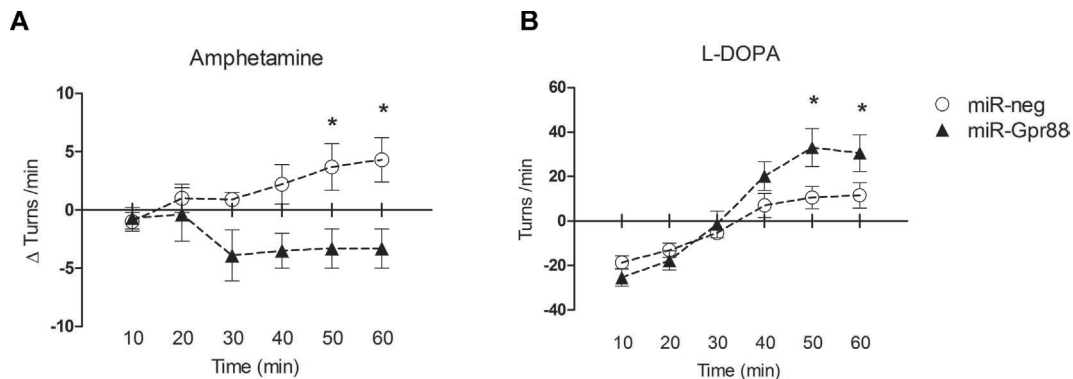 A
Amphetamine
Δ Turns /min
10
5
0
-5
-10
10 20 30 40 50 60
Time (min)
* *
B
L-DOPA
Turns /min
60
40
20
0
-20
-40
10 20 30 40 50 60
Time (min)
* *
miR-neg
miR-Gpr88